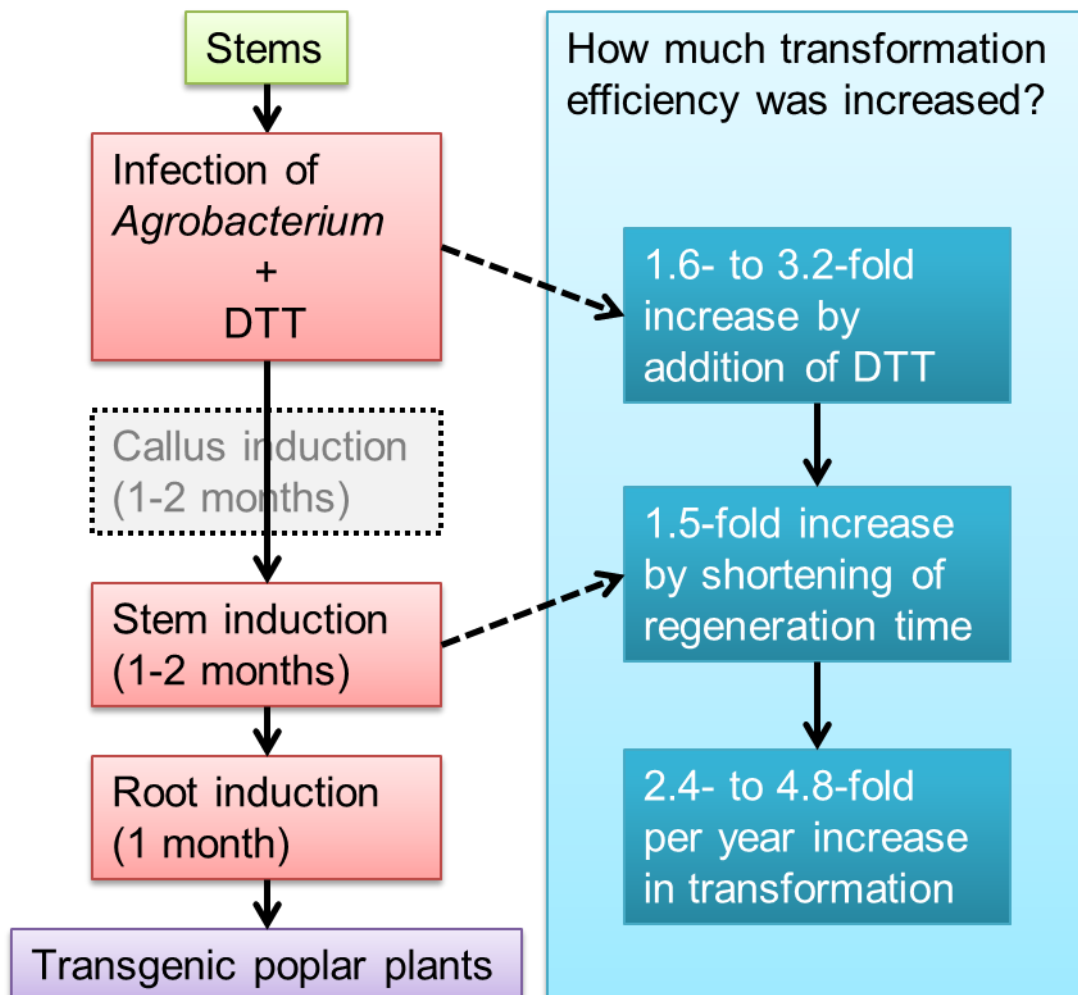 Stems
Infection of
Agrobacterium
+
DTT
Callus induction
(1-2 months)
Stem induction
(1-2 months)
Root induction
(1 month)
Transgenic poplar plants
How much transformation
efficiency was increased?
1.6- to 3.2-fold
increase by
addition of DTT
1.5-fold increase
by shortening of
regeneration time
2.4- to 4.8-fold
per year increase
in transformation